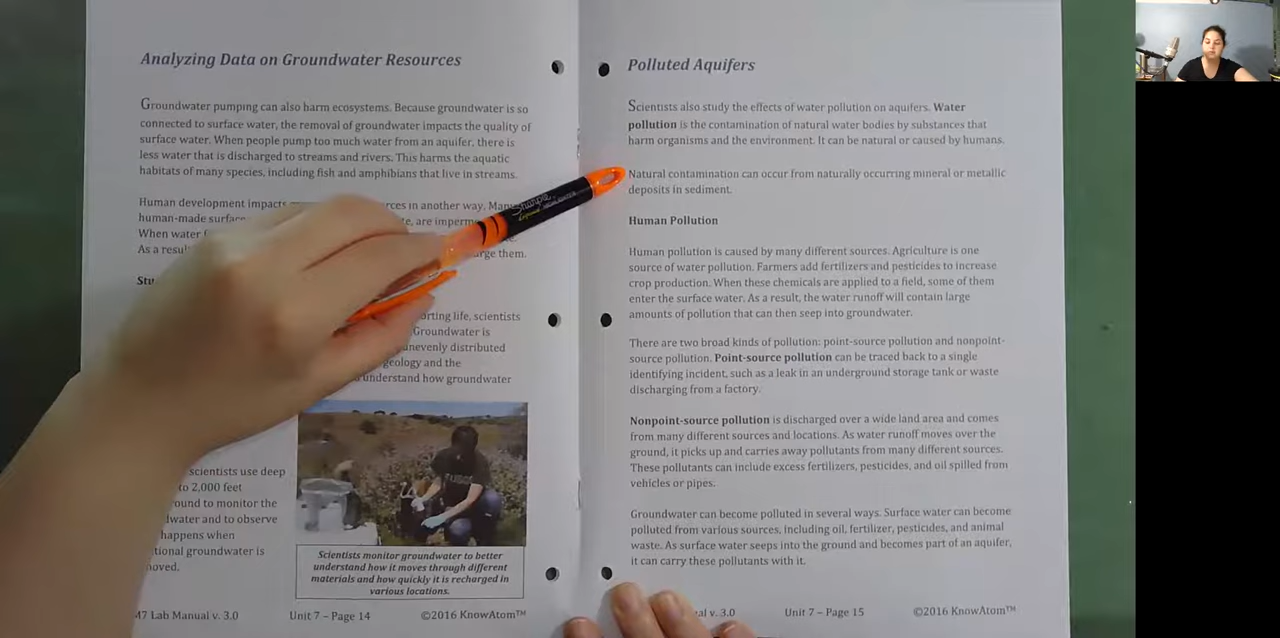 Analyzing Data on Groundwater Resources
Groundwater pumping can also harm ecosystems. Because groundwater is so
connected to surface water, the removal of groundwater impacts the quality of
surface water. When people pump too much water from an aquifer, there is
less water that is discharged to streams and rivers. This harms the aquatic
habitats of many species, including fish and amphibians that live in streams.
Human development impacts
in another way.
human-made
are
When water
As a
them.
life, scientists
Groundwater is
unevenly distributed
geology and the
understand how groundwater
scientists use deep
to 2,000 feet
to monitor the
and to observe
happens when
groundwater is
Scientists monitor groundwater to better
understand how it moves through different
materials and how quickly it is recharged in
various locations.
Lab Manual v. 3.0 Unit 7 – Page 14 ©2016 KnowAtom™
Sharpie
Polluted Aquifers
Scientists also study the effects of water pollution on aquifers. Water
pollution is the contamination of natural water bodies by substances that
harm organisms and the environment. It can be natural or caused by humans.
Natural contamination can occur from naturally occurring mineral or metallic
deposits in sediment.
Human Pollution
Human pollution is caused by many different sources. Agriculture is one
source of water pollution. Farmers add fertilizers and pesticides to increase
crop production. When these chemicals are applied to a field, some of them
enter the surface water. As a result, the water runoff will contain large
amounts of pollution that can then seep into groundwater.
There are two broad kinds of pollution: point-source pollution and nonpoint-
source pollution. Point-source pollution can be traced back to a single
identifying incident, such as a leak in an underground storage tank or waste
discharging from a factory.
Nonpoint-source pollution is discharged over a wide land area and comes
from many different sources and locations. As water runoff moves over the
ground, it picks up and carries away pollutants from many different sources.
These pollutants can include excess fertilizers, pesticides, and oil spilled from
vehicles or pipes.
Groundwater can become polluted in several ways. Surface water can become
polluted from various sources, including oil, fertilizer, pesticides, and animal
waste. As surface water seeps into the ground and becomes part of an aquifer,
it can carry these pollutants with it.
v. 3.0 Unit 7 – Page 15 ©2016 KnowAtom™